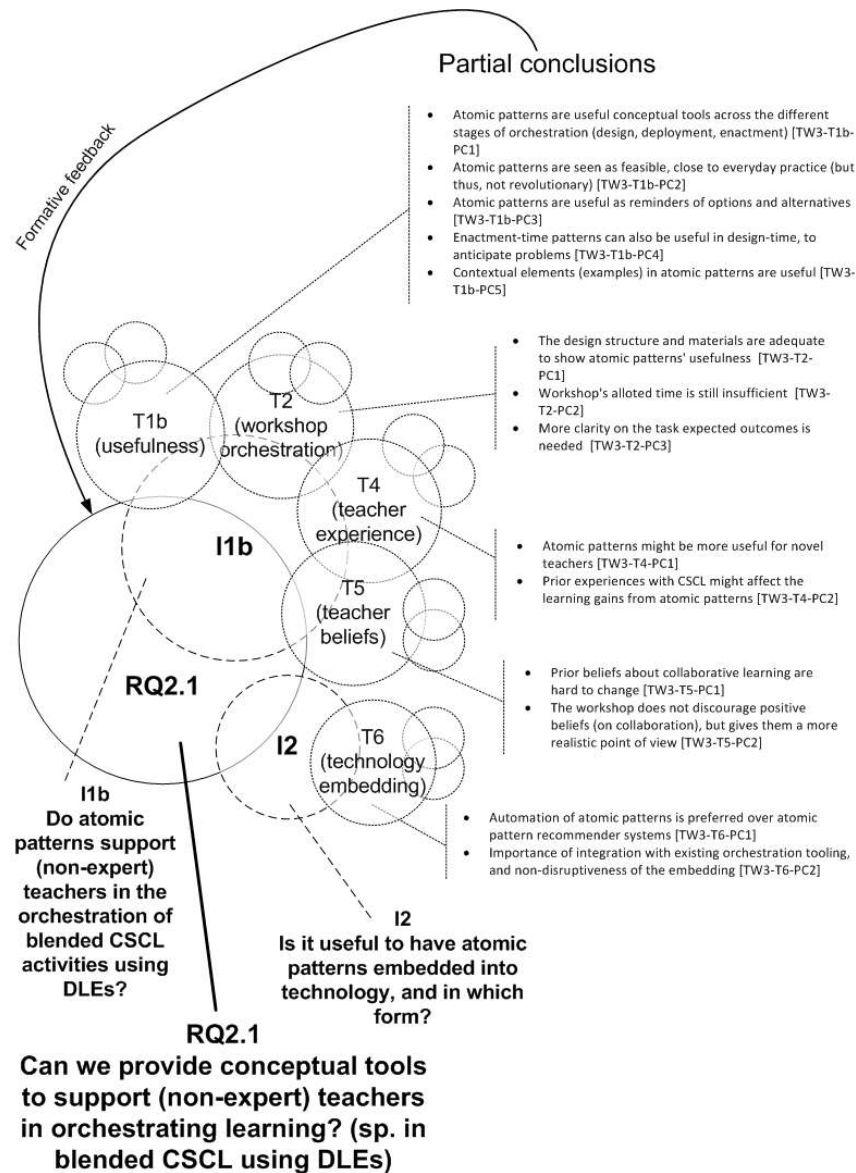 Partial conclusions
Formative feedback
• Atomic patterns are useful conceptual tools across the different
stages of orchestration (design, deployment, enactment) [TW3-T1b-
PC1]
• Atomic patterns are seen as feasible, close to everyday practice (but
thus, not revolutionary) [TW3-T1b-PC2]
• Atomic patterns are useful as reminders of options and alternatives
[TW3-T1b-PC3]
• Enactment-time patterns can also be useful in design-time, to
anticipate problems [TW3-T1b-PC4]
• Contextual elements (examples) in atomic patterns are useful [TW3-
T1b-PC5]
• The design structure and materials are adequate
to show atomic patterns' usefulness [TW3-T2-
PC1]
• Workshop's alloted time is still insufficient [TW3-
T2-PC2]
• More clarity on the task expected outcomes is
needed [TW3-T2-PC3]
T1b
(usefulness)
T2
(workshop
orchestration)
T4
(teacher
experience)
I1b
• Atomic patterns might be more useful for novel
teachers [TW3-T4-PC1]
• Prior experiences with CSCL might affect the
learning gains from atomic patterns [TW3-T4-PC2]
T5
(teacher
beliefs)
RQ2.1
• Prior beliefs about collaborative learning are
hard to change [TW3-T5-PC1]
• The workshop does not discourage positive
beliefs (on collaboration), but gives them a more
realistic point of view [TW3-T5-PC2]
I2
T6
(technology
embedding)
• Automation of atomic patterns is preferred over atomic
pattern recommender systems [TW3-T6-PC1]
• Importance of integration with existing orchestration tooling,
and non-disruptiveness of the embedding [TW3-T6-PC2]
I1b
Do atomic
patterns support
(non-expert)
teachers in the
orchestration of
blended CSCL
activities using
DLEs?
I2
Is it useful to have atomic
patterns embedded into
technology, and in which
form?
RQ2.1
Can we provide conceptual tools
to support (non-expert) teachers
in orchestrating learning? (sp. in
blended CSCL using DLEs)